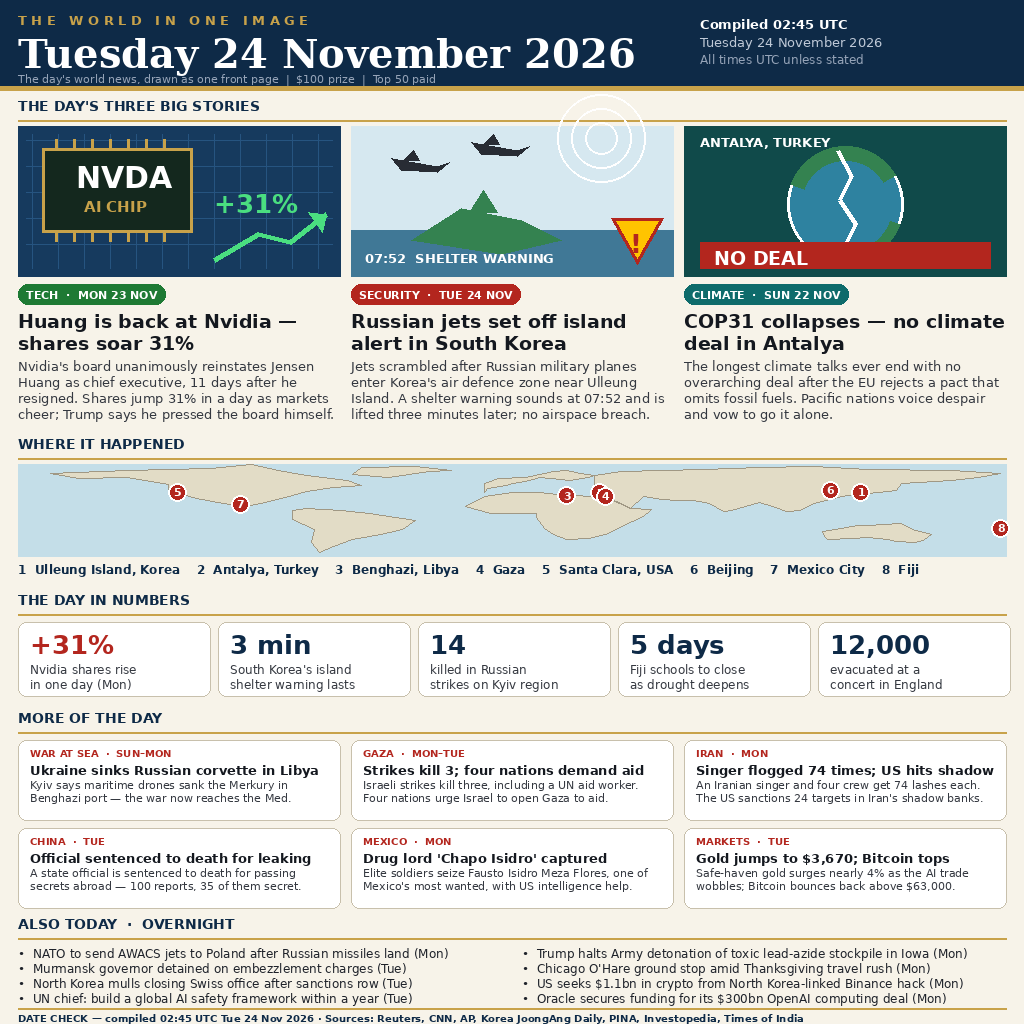 THE WORLD IN ONE IMAGE
Tuesday 24 November 2026
The day's world news, drawn as one front page | $100 prize | Top 50 paid
Compiled 02:45 UTC
Tuesday 24 November 2026
All times UTC unless stated
THE DAY'S THREE BIG STORIES
NVDA
AI CHIP
+31%
07:52 SHELTER WARNING
!
ANTALYA, TURKEY
NO DEAL
TECH · MON 23 NOV
Huang is back at Nvidia —
shares soar 31%
Nvidia's board unanimously reinstates Jensen
Huang as chief executive, 11 days after he
resigned. Shares jump 31% in a day as markets
cheer; Trump says he pressed the board himself.
SECURITY · TUE 24 NOV
Russian jets set off island
alert in South Korea
Jets scrambled after Russian military planes
enter Korea's air defence zone near Ulleung
Island. A shelter warning sounds at 07:52 and is
lifted three minutes later; no airspace breach.
CLIMATE · SUN 22 NOV
COP31 collapses — no climate
deal in Antalya
The longest climate talks ever end with no
overarching deal after the EU rejects a pact that
omits fossil fuels. Pacific nations voice despair
and vow to go it alone.
WHERE IT HAPPENED
5
7
3
4
6
1
8
1 Ulleung Island, Korea 2 Antalya, Turkey 3 Benghazi, Libya 4 Gaza 5 Santa Clara, USA 6 Beijing 7 Mexico City 8 Fiji
THE DAY IN NUMBERS
+31%
Nvidia shares rise
in one day (Mon)
3 min
South Korea's island
shelter warning lasts
14
killed in Russian
strikes on Kyiv region
5 days
Fiji schools to close
as drought deepens
12,000
evacuated at a
concert in England
MORE OF THE DAY
WAR AT SEA · SUN–MON
Ukraine sinks Russian corvette in Libya
Kyiv says maritime drones sank the Merkury in
Benghazi port — the war now reaches the Med.
GAZA · MON–TUE
Strikes kill 3; four nations demand aid
Israeli strikes kill three, including a UN aid worker.
Four nations urge Israel to open Gaza to aid.
IRAN · MON
Singer flogged 74 times; US hits shadow
An Iranian singer and four crew get 74 lashes each.
The US sanctions 24 targets in Iran's shadow banks.
CHINA · TUE
Official sentenced to death for leaking
A state official is sentenced to death for passing
secrets abroad — 100 reports, 35 of them secret.
MEXICO · MON
Drug lord 'Chapo Isidro' captured
Elite soldiers seize Fausto Isidro Meza Flores, one of
Mexico's most wanted, with US intelligence help.
MARKETS · TUE
Gold jumps to $3,670; Bitcoin tops
Safe-haven gold surges nearly 4% as the AI trade
wobbles; Bitcoin bounces back above $63,000.
ALSO TODAY · OVERNIGHT
• NATO to send AWACS jets to Poland after Russian missiles land (Mon)
• Murmansk governor detained on embezzlement charges (Tue)
• North Korea mulls closing Swiss office after sanctions row (Tue)
• UN chief: build a global AI safety framework within a year (Tue)
• Trump halts Army detonation of toxic lead-azide stockpile in Iowa (Mon)
• Chicago O'Hare ground stop amid Thanksgiving travel rush (Mon)
• US seeks $1.1bn in crypto from North Korea-linked Binance hack (Mon)
• Oracle secures funding for its $300bn OpenAI computing deal (Mon)
DATE CHECK — compiled 02:45 UTC Tue 24 Nov 2026 · Sources: Reuters, CNN, AP, Korea JoongAng Daily, PINA, Investopedia, Times of India